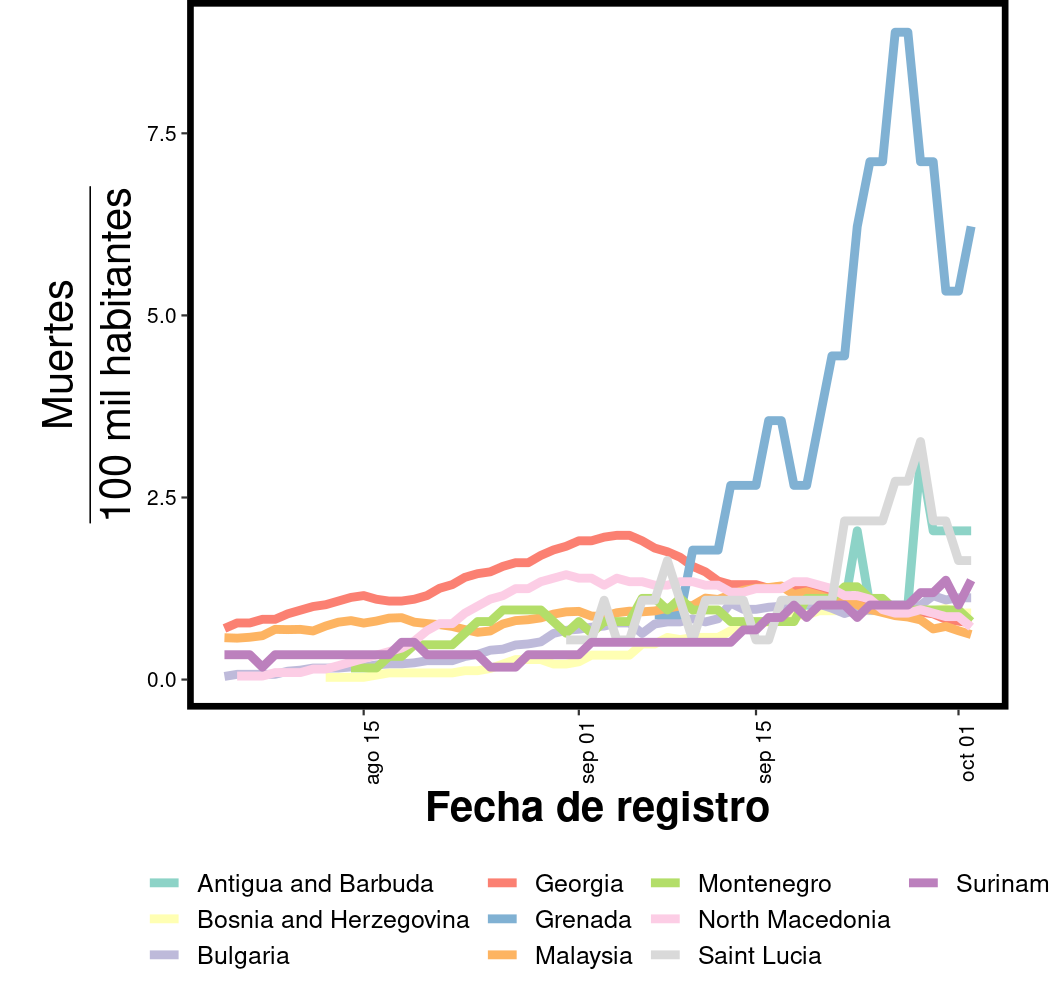 Muertes
100 mil habitantes
7.5
5.0
2.5
0.0
ago 15
sep 01
sep 15
oct 01
Fecha de registro
Antigua and Barbuda
Georgia
Montenegro
Surinam
Bosnia and Herzegovina
Grenada
North Macedonia
Bulgaria
Malaysia
Saint Lucia